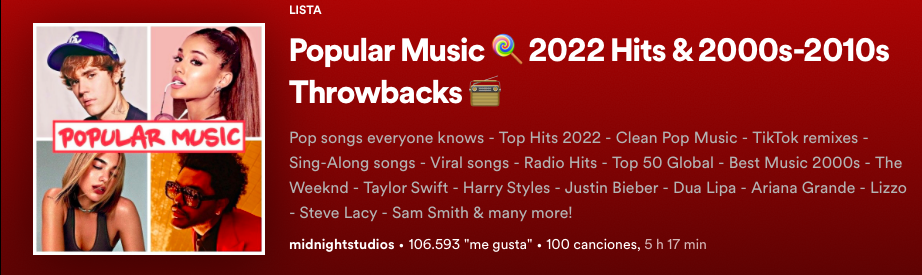 LISTA
Popular Music 🍭 2022 Hits & 2000s-2010s
Throwbacks 📻
POPULAR MUSIC
Pop songs everyone knows - Top Hits 2022 - Clean Pop Music - TikTok remixes -
Sing-Along songs - Viral songs - Radio Hits - Top 50 Global - Best Music 2000s - The
Weeknd - Taylor Swift - Harry Styles - Justin Bieber - Dua Lipa - Ariana Grande - Lizzo
- Steve Lacy - Sam Smith & many more!
midnightstudios • 106.593 "me gusta" • 100 canciones, 5 h 17 min